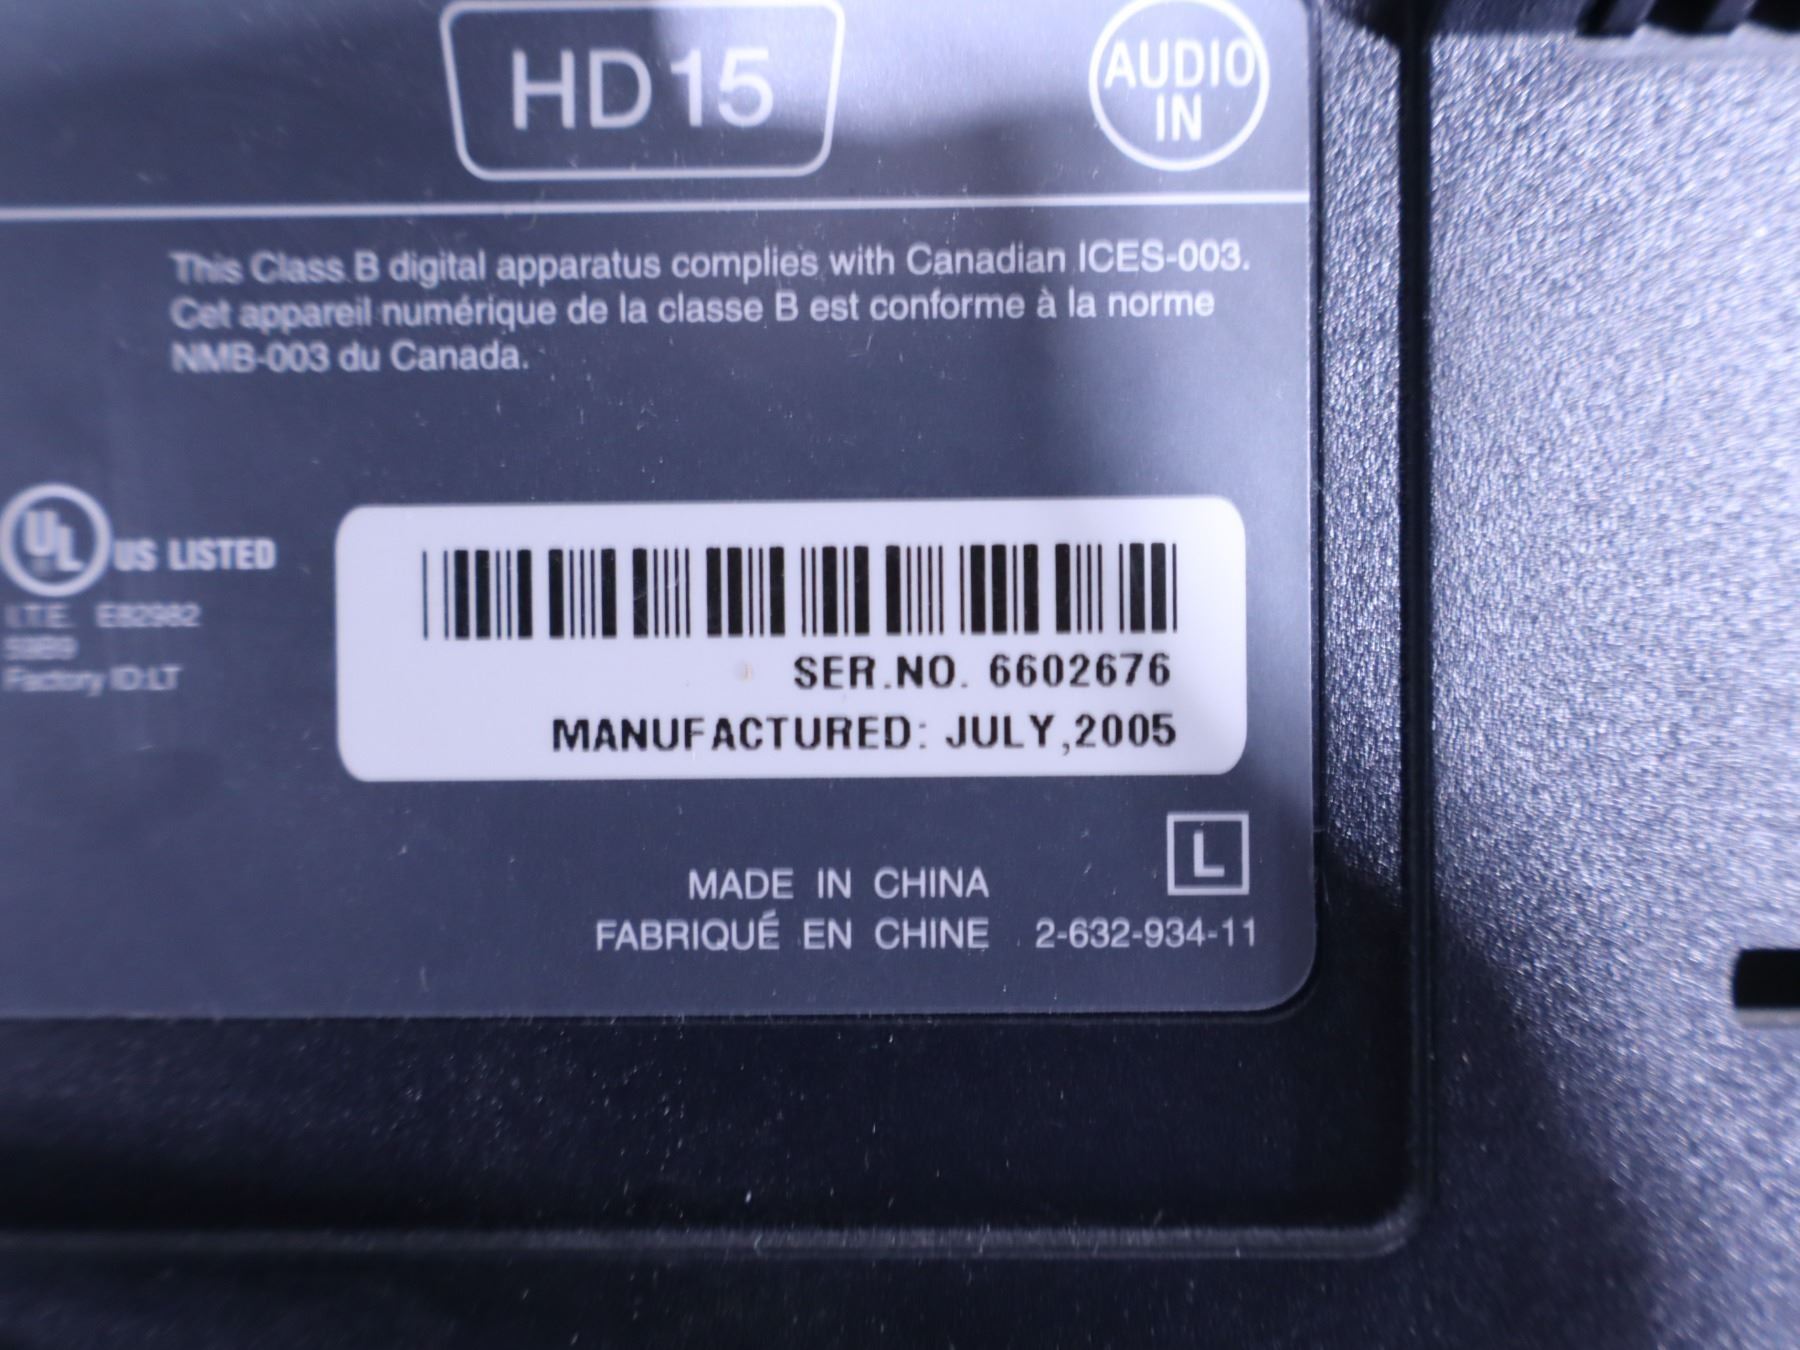 HD15
AUDIO
IN
This Class B digital apparatus complies with Canadian ICES-003.
Cet appareil numérique de la classe B est conforme à la norme
NMB-003 du Canada.
UL US LISTED
I.T.E. E82982
Factory ID:LT
SER.NO. 6602676
MANUFACTURED: JULY,2005
L
MADE IN CHINA
FABRIQUÉ EN CHINE 2-632-934-11